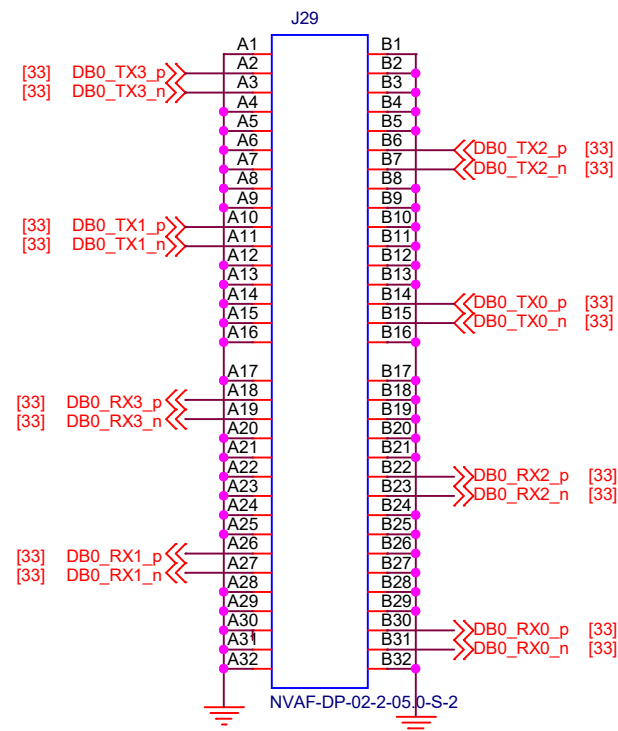 J29
A1 B1
[33] DB0_TX3_p A2 B2
[33] DB0_TX3_n A3 B3
A4 B4
A5 B5
A6 B6 DB0_TX2_p [33]
A7 B7 DB0_TX2_n [33]
A8 B8
A9 B9
[33] DB0_TX1_p A10 B10
[33] DB0_TX1_n A11 B11
A12 B12
A13 B13
A14 B14 DB0_TX0_p [33]
A15 B15 DB0_TX0_n [33]
A16 B16
A17 B17
[33] DB0_RX3_p A18 B18
[33] DB0_RX3_n A19 B19
A20 B20
A21 B21
A22 B22 DB0_RX2_p [33]
A23 B23 DB0_RX2_n [33]
A24 B24
A25 B25
[33] DB0_RX1_p A26 B26
[33] DB0_RX1_n A27 B27
A28 B28
A29 B29
A30 B30 DB0_RX0_p [33]
A31 B31 DB0_RX0_n [33]
A32 B32
NVAF-DP-02-2-05.0-S-2